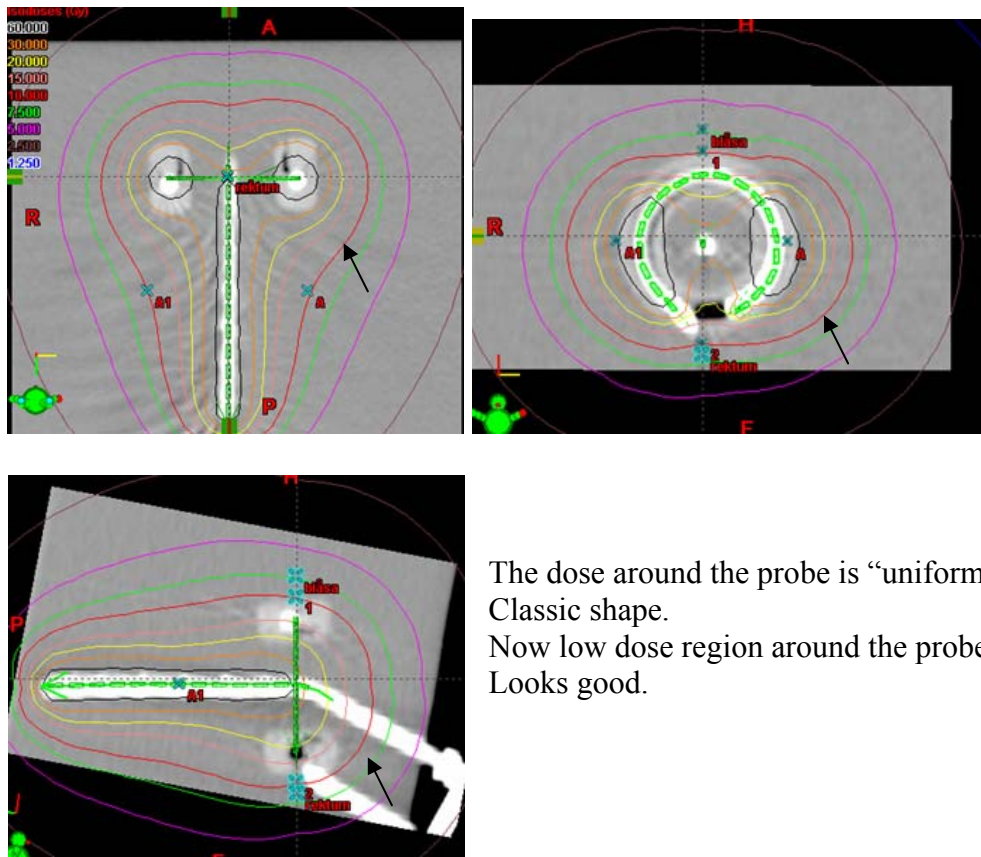 isodoses (Gy)
60.000
30.000
20.000
15.000
10.000
7.500
5.000
2.500
1.250
A
R
rektum
A1
A
P
H
blåsa
1
R
A1
A
2
rektum
F
H
blåsa
1
P
A1
2
rektum
The dose around the probe is “uniform
Classic shape.
Now low dose region around the probe
Looks good.